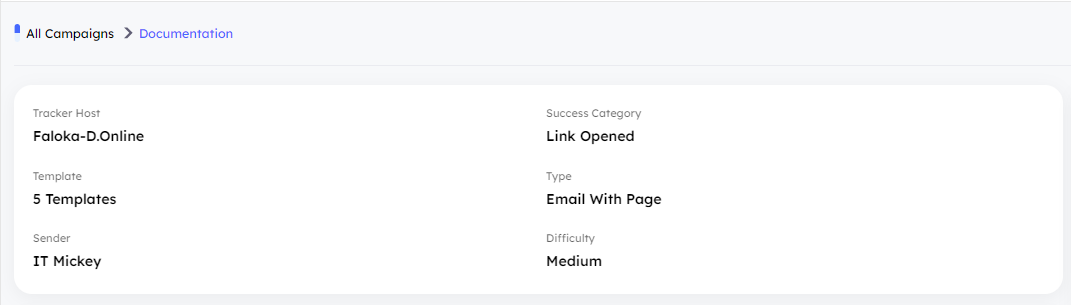 All Campaigns > Documentation
Tracker Host
Faloka-D.Online
Success Category
Link Opened
Template
5 Templates
Type
Email With Page
Sender
IT Mickey
Difficulty
Medium